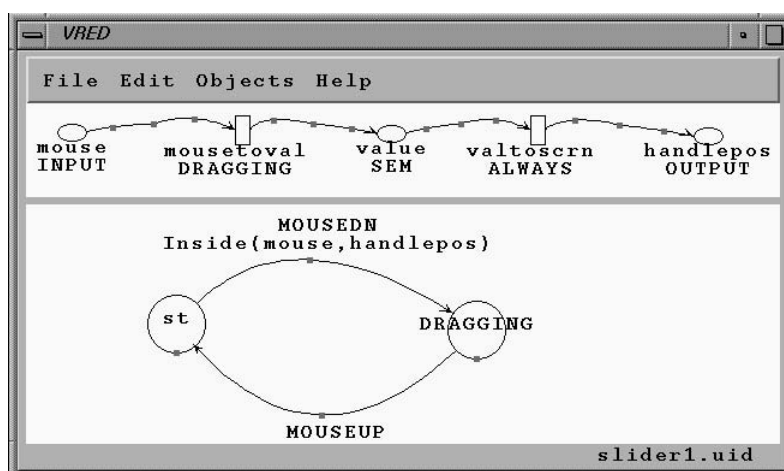 VRED
File Edit Objects Help
mouse
INPUT
mousetoval
DRAGGING
value
SEM
valtoscrn
ALWAYS
handlepos
OUTPUT
MOUSEDN
Inside(mouse,handlepos)
st
DRAGGING
MOUSEUP
slider1.uid